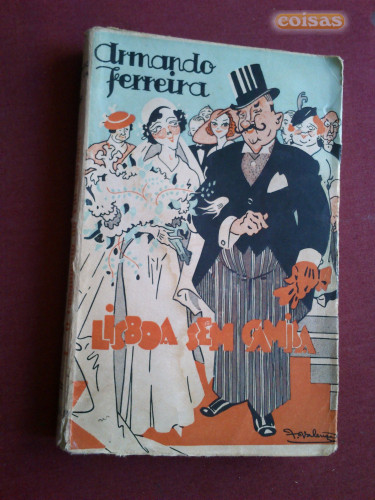 coisas
Armando
Ferreira
LISBOA SEM CAMISA